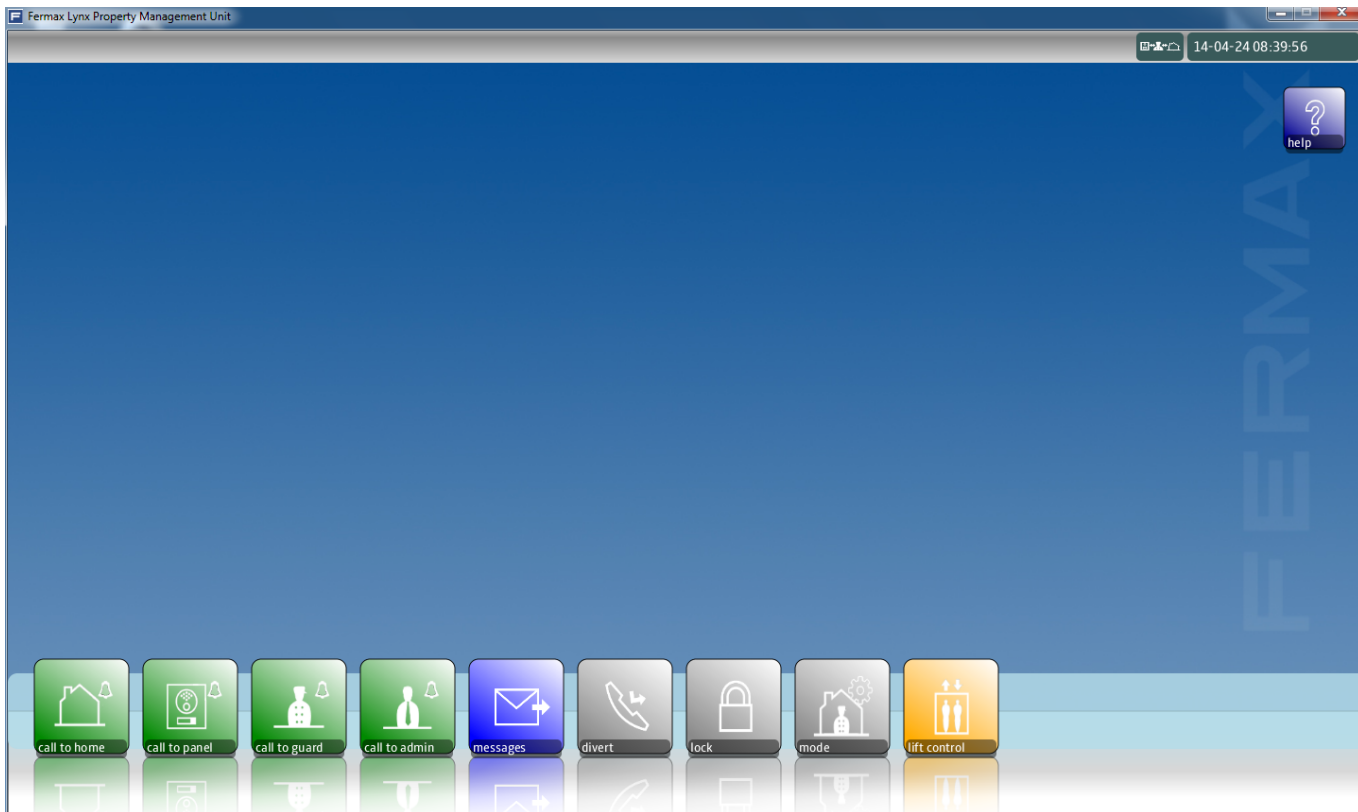 Fermax Lynx Property Management Unit
14-04-24 08:39:56
help
FERMAX
call to home
call to panel
call to guard
call to admin
messages
divert
lock
mode
lift control